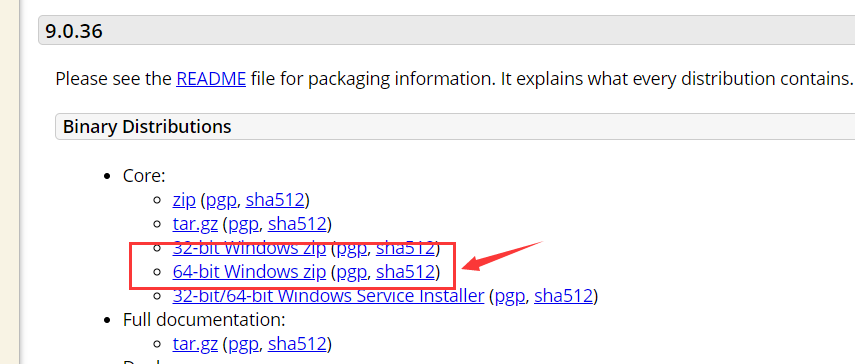 9.0.36
Please see the README file for packaging information. It explains what every distribution contains.
Binary Distributions
Core:
zip (pgp, sha512)
tar.gz (pgp, sha512)
32-bit Windows zip (pgp, sha512)
64-bit Windows zip (pgp, sha512)
32-bit/64-bit Windows Service Installer (pgp, sha512)
Full documentation:
tar.gz (pgp, sha512)